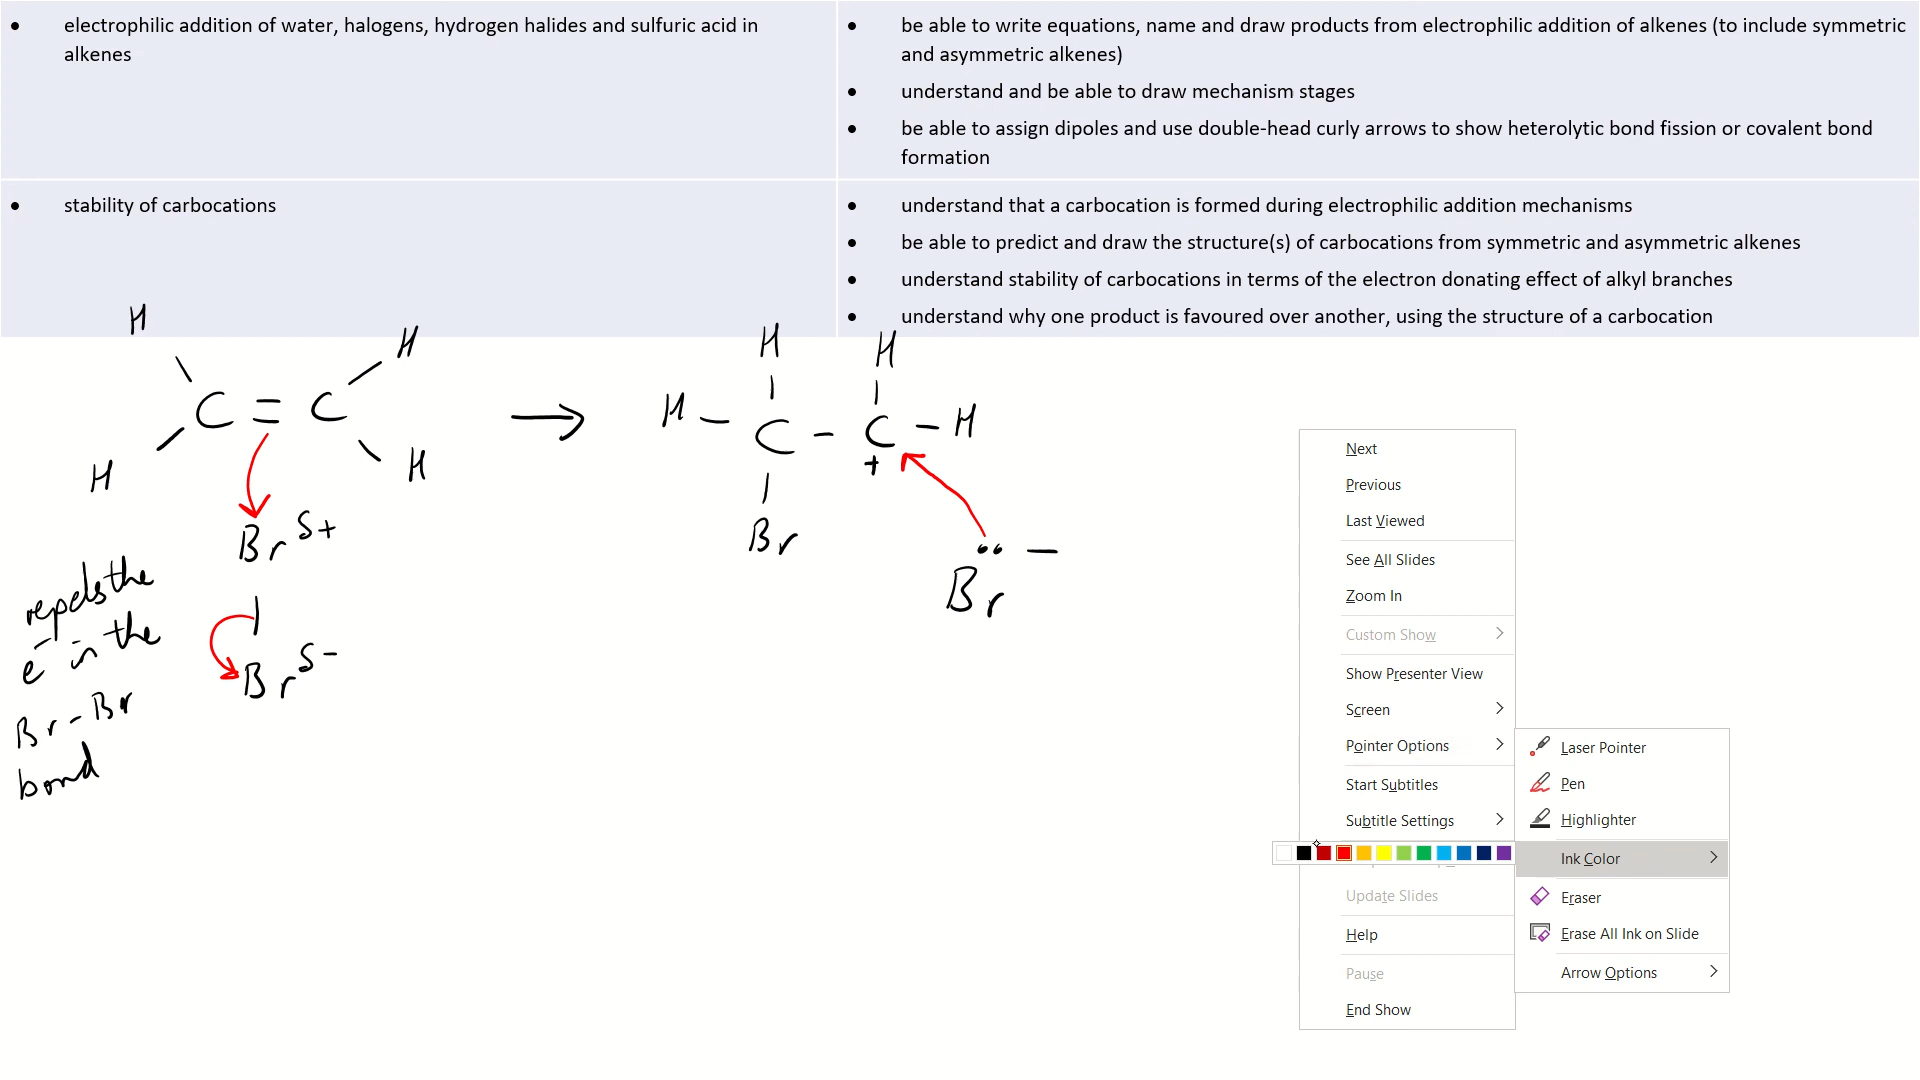 • electrophilic addition of water, halogens, hydrogen halides and sulfuric acid in
alkenes
• be able to write equations, name and draw products from electrophilic addition of alkenes (to include symmetric
and asymmetric alkenes)
• understand and be able to draw mechanism stages
• be able to assign dipoles and use double-head curly arrows to show heterolytic bond fission or covalent bond
formation
• stability of carbocations
• understand that a carbocation is formed during electrophilic addition mechanisms
• be able to predict and draw the structure(s) of carbocations from symmetric and asymmetric alkenes
• understand stability of carbocations in terms of the electron donating effect of alkyl branches
• understand why one product is favoured over another, using the structure of a carbocation
H H
C = C
H H
Br δ+
|
Br δ-
repels the
e⁻ in the
Br - Br
bond
→
H H
H - C - C - H
+
Br
•• −
Br
Next
Previous
Last Viewed
See All Slides
Zoom In
Custom Show
Show Presenter View
Screen
Pointer Options
Start Subtitles
Subtitle Settings
Update Slides
Help
Pause
End Show
Laser Pointer
Pen
Highlighter
Ink Color
Eraser
Erase All Ink on Slide
Arrow Options